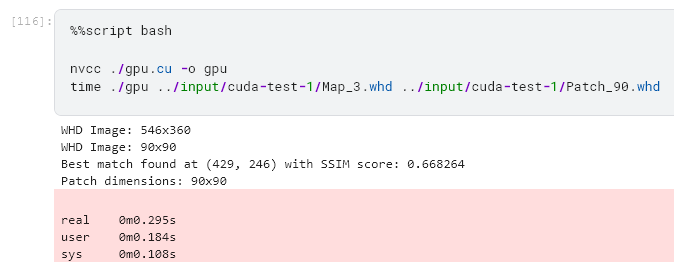 [116]:
%%script bash
nvcc ./gpu.cu -o gpu
time ./gpu ../input/cuda-test-1/Map_3.whd ../input/cuda-test-1/Patch_90.whd
WHD Image: 546x360
WHD Image: 90x90
Best match found at (429, 246) with SSIM score: 0.668264
Patch dimensions: 90x90
real    0m0.295s
user    0m0.184s
sys     0m0.108s